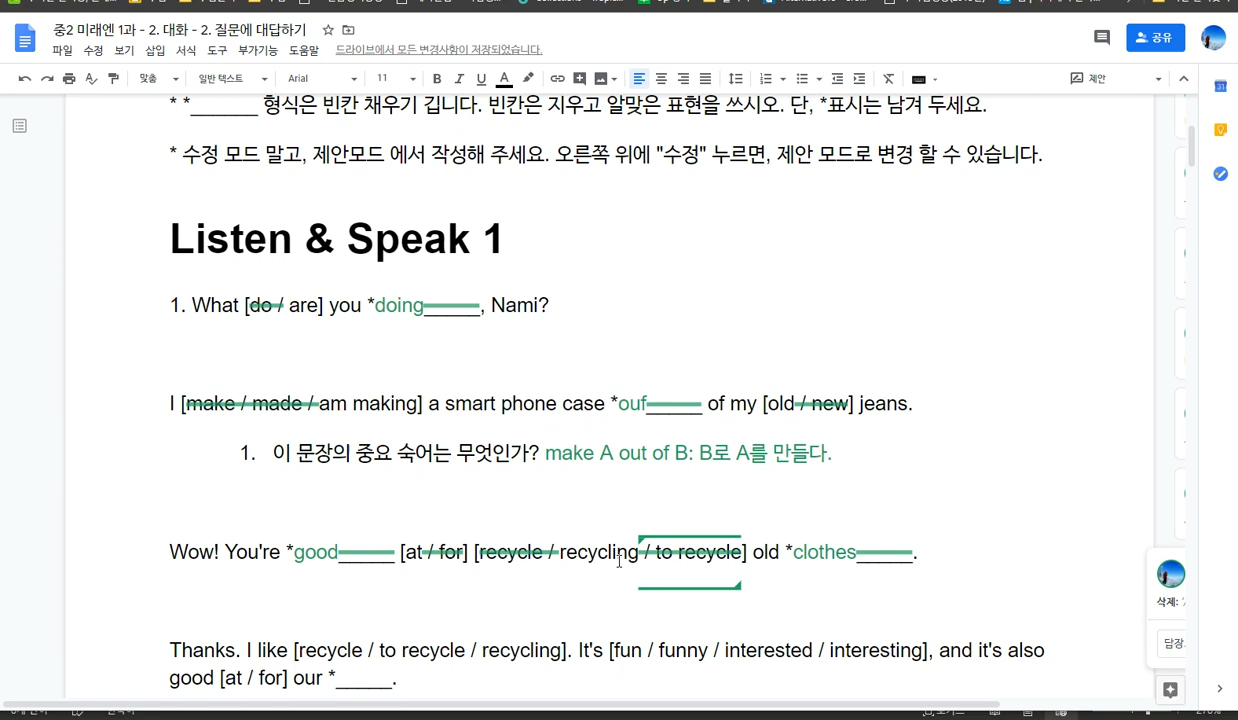 중2 미래엔 1과 - 2. 대화 - 2. 질문에 대답하기
파일 수정 보기 삽입 서식 도구 부가기능 도움말 드라이브에서 모든 변경사항이 저장되었습니다.
공유
맞춤 일반 텍스트 Arial 11 B I U A 제안
* *______ 형식은 빈칸 채우기 깁니다. 빈칸은 지우고 알맞은 표현을 쓰시오. 단, *표시는 남겨 두세요.
* 수정 모드 말고, 제안모드 에서 작성해 주세요. 오른쪽 위에 "수정" 누르면, 제안 모드로 변경 할 수 있습니다.
Listen & Speak 1
1. What [do / are] you *doing_____, Nami?
I [make / made / am making] a smart phone case *ouf_____ of my [old / new] jeans.
1. 이 문장의 중요 숙어는 무엇인가? make A out of B: B로 A를 만들다.
Wow! You're *good_____ [at / for] [recycle / recycling / to recycle] old *clothes_____.
삭제:
답장
Thanks. I like [recycle / to recycle / recycling]. It's [fun / funny / interested / interesting], and it's also
good [at / for] our *_____.